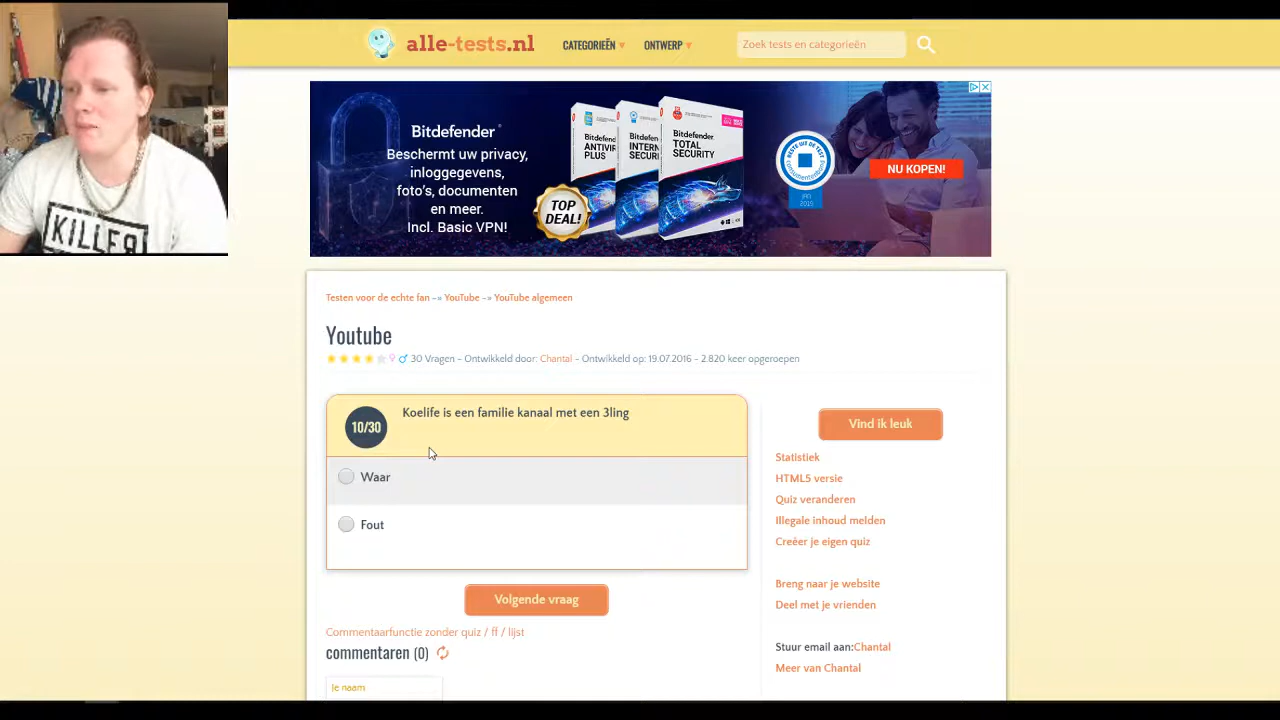 KILLER
alle-tests.nl
CATEGORIEËN
ONTWERP
Zoek tests en categorieën
Bitdefender
Beschermt uw privacy,
inloggegevens,
foto's, documenten
en meer.
Incl. Basic VPN!
TOP
DEAL!
TOTAL
SECURITY
NU KOPEN!
Testen voor de echte fan -» YouTube -» YouTube algemeen
Youtube
30 Vragen - Ontwikkeld door: Chantal - Ontwikkeld op: 19.07.2016 - 2.820 keer opgeroepen
10/30
Koelife is een familie kanaal met een 3ling
Waar
Fout
Volgende vraag
Commentaarfunctie zonder quiz / ff / lijst
commentaren (0)
Je naam
Vind ik leuk
Statistiek
HTML5 versie
Quiz veranderen
Illegale inhoud melden
Creëer je eigen quiz
Breng naar je website
Deel met je vrienden
Stuur email aan:Chantal
Meer van Chantal